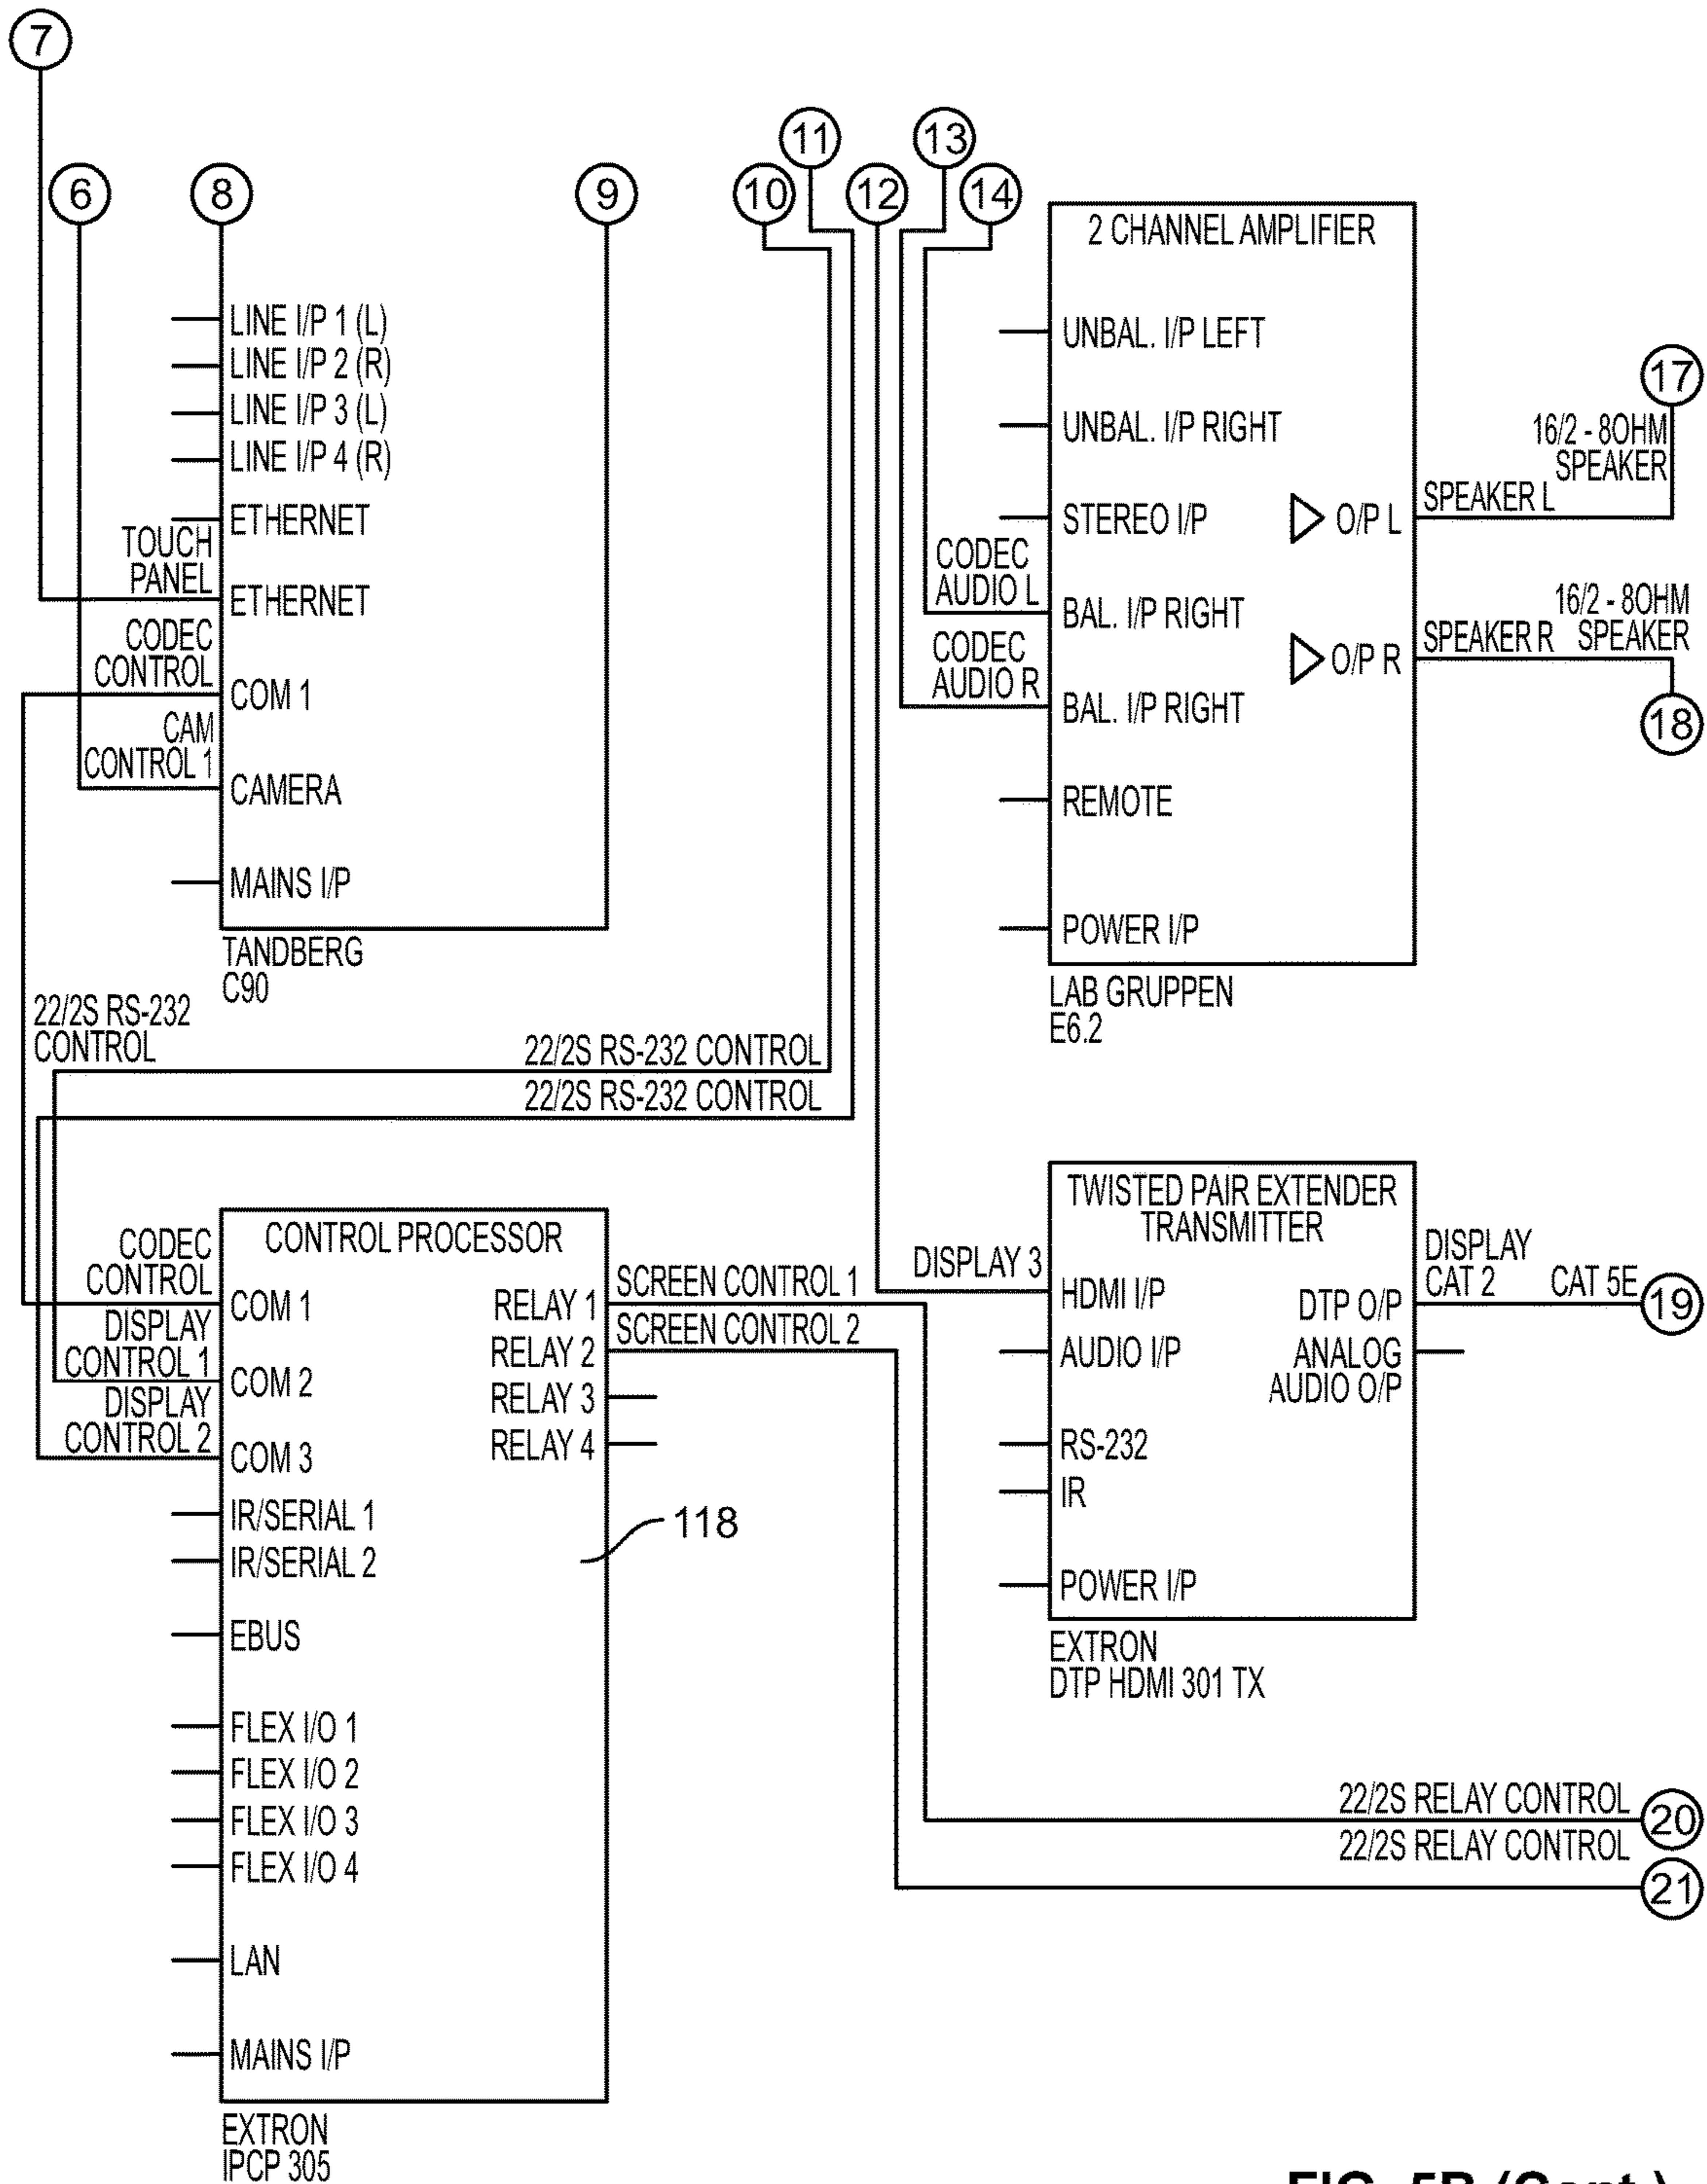 7
6
8
9
10
11
12
13
14
LINE I/P 1 (L)
LINE I/P 2 (R)
LINE I/P 3 (L)
LINE I/P 4 (R)
ETHERNET
TOUCH
PANEL
ETHERNET
CODEC
CONTROL
COM 1
CAM
CONTROL 1
CAMERA
MAINS I/P
TANDBERG
C90
2 CHANNEL AMPLIFIER
UNBAL. I/P LEFT
UNBAL. I/P RIGHT
STEREO I/P
CODEC
AUDIO L
BAL. I/P RIGHT
CODEC
AUDIO R
BAL. I/P RIGHT
REMOTE
POWER I/P
O/P L
O/P R
SPEAKER L
16/2 - 8OHM
SPEAKER
17
SPEAKER R
16/2 - 8OHM
SPEAKER
18
LAB GRUPPEN
E6.2
22/2S RS-232
CONTROL
22/2S RS-232 CONTROL
22/2S RS-232 CONTROL
CONTROL PROCESSOR
CODEC
CONTROL
COM 1
DISPLAY
CONTROL 1
COM 2
DISPLAY
CONTROL 2
COM 3
IR/SERIAL 1
IR/SERIAL 2
EBUS
FLEX I/O 1
FLEX I/O 2
FLEX I/O 3
FLEX I/O 4
LAN
MAINS I/P
RELAY 1
RELAY 2
RELAY 3
RELAY 4
SCREEN CONTROL 1
SCREEN CONTROL 2
118
EXTRON
IPCP 305
TWISTED PAIR EXTENDER
TRANSMITTER
DISPLAY 3
HDMI I/P
AUDIO I/P
RS-232
IR
POWER I/P
DTP O/P
ANALOG
AUDIO O/P
DISPLAY
CAT 2
CAT 5E
19
EXTRON
DTP HDMI 301 TX
22/2S RELAY CONTROL
20
22/2S RELAY CONTROL
21
FIG. 5B (Cont.)